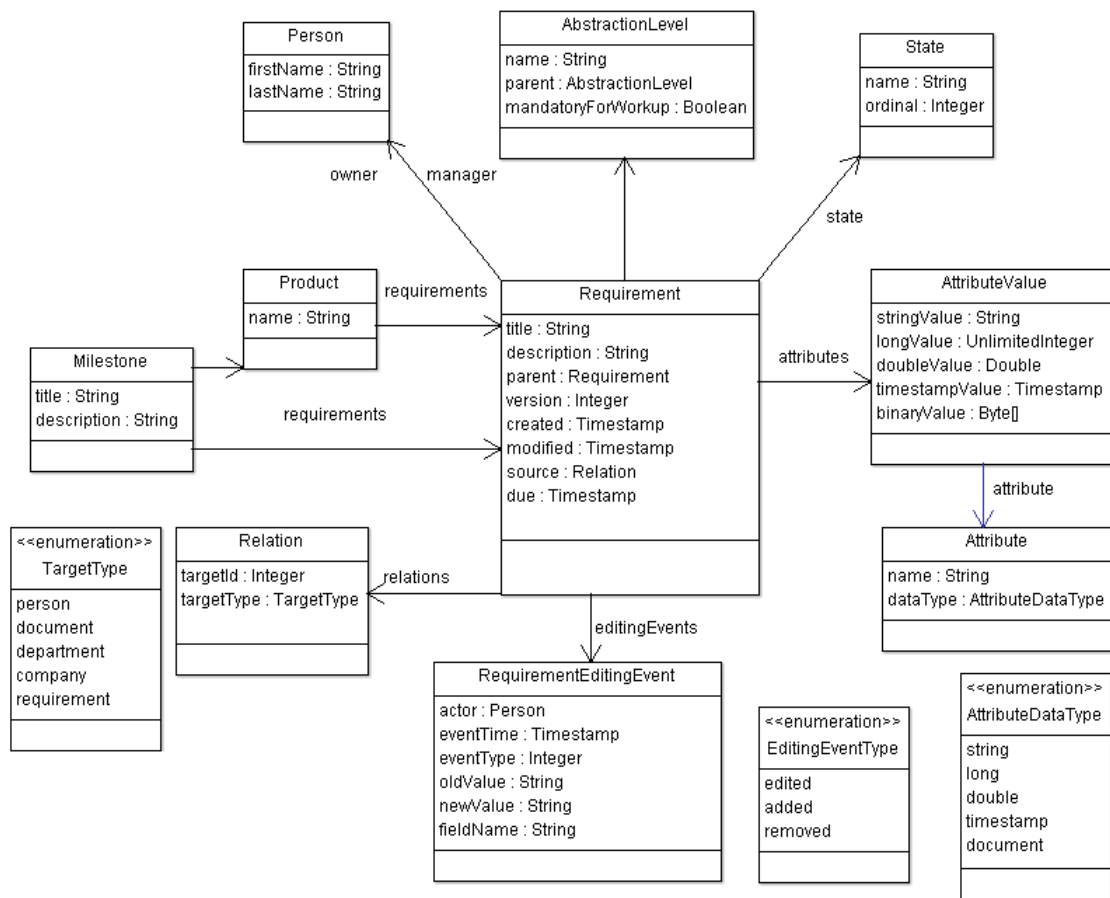 Person
firstName : String
lastName : String
AbstractionLevel
name : String
parent : AbstractionLevel
mandatoryForWorkup : Boolean
State
name : String
ordinal : Integer
owner
manager
state
Product
name : String
requirements
Milestone
title : String
description : String
requirements
Requirement
title : String
description : String
parent : Requirement
version : Integer
created : Timestamp
modified : Timestamp
source : Relation
due : Timestamp
attributes
AttributeValue
stringValue : String
longValue : UnlimitedInteger
doubleValue : Double
timestampValue : Timestamp
binaryValue : Byte[]
attribute
<<enumeration>>
TargetType
person
document
department
company
requirement
Relation
targetId : Integer
targetType : TargetType
relations
editingEvents
Attribute
name : String
dataType : AttributeDataType
RequirementEditingEvent
actor : Person
eventTime : Timestamp
eventType : Integer
oldValue : String
newValue : String
fieldName : String
<<enumeration>>
EditingEventType
edited
added
removed
<<enumeration>>
AttributeDataType
string
long
double
timestamp
document